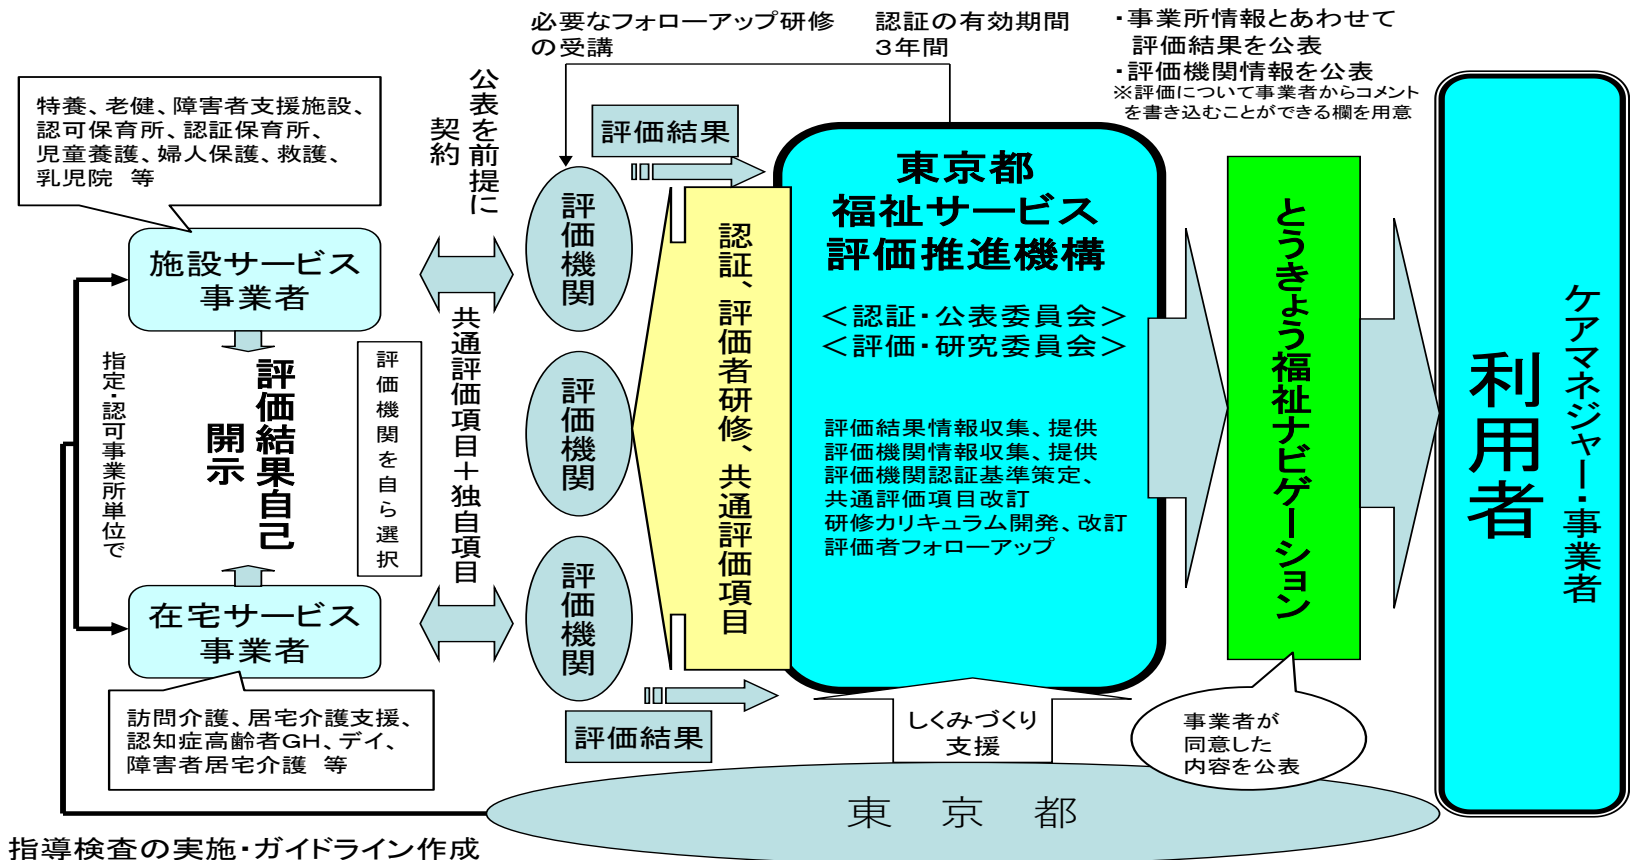 必要なフォローアップ研修
の受講
認証の有効期間
3年間
・事業所情報とあわせて
評価結果を公表
・評価機関情報を公表
※評価について事業者からコメント
を書き込むことができる欄を用意
特養、老健、障害者支援施設、
認可保育所、認証保育所、
児童養護、婦人保護、救護、
乳児院 等
公表を前提に
契約
評価結果
施設サービス
事業者
評価機関
評価機関
評価機関
認証、評価者研修、共通評価項目
東京都
福祉サービス
評価推進機構
<認証・公表委員会>
<評価・研究委員会>
評価結果情報収集、提供
評価機関情報収集、提供
評価機関認証基準策定、
共通評価項目改訂
研修カリキュラム開発、改訂
評価者フォローアップ
とうきょう福祉ナビゲーション
ケアマネジャー・事業者
利用者
指定・認可事業所単位で
評価結果自己
開示
評価機関を自ら選択
共通評価項目+独自項目
在宅サービス
事業者
訪問介護、居宅介護支援、
認知症高齢者GH、デイ、
障害者居宅介護 等
評価結果
しくみづくり
支援
事業者が
同意した
内容を公表
東 京 都
指導検査の実施・ガイドライン作成